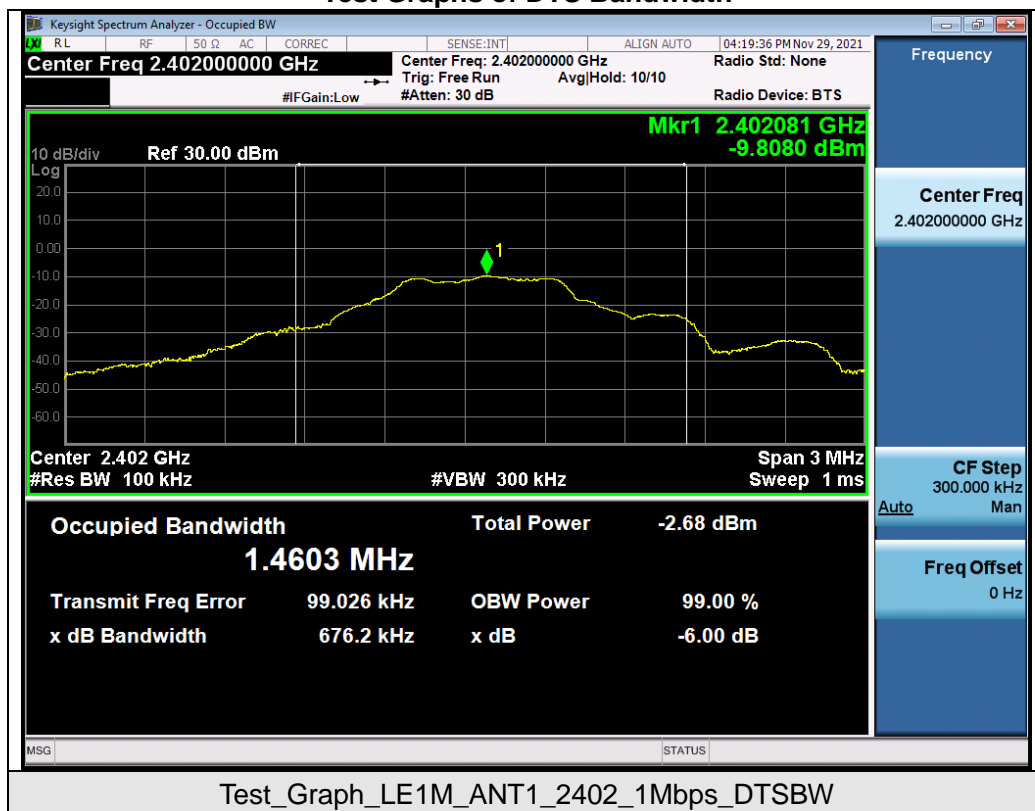 Test Graphs of DTS Bandwidth
Keysight Spectrum Analyzer - Occupied BW
LXI RL RF 50 Ω AC CORREC SENSE:INT ALIGN AUTO 04:19:36 PM Nov 29, 2021
Center Freq 2.402000000 GHz
Center Freq: 2.402000000 GHz
Radio Std: None
Trig: Free Run Avg|Hold: 10/10
#IFGain:Low
#Atten: 30 dB
Radio Device: BTS
Mkr1 2.402081 GHz
-9.8080 dBm
10 dB/div Ref 30.00 dBm
Log
20.0
10.0
0.00
-10.0
-20.0
-30.0
-40.0
-50.0
-60.0
1
Center 2.402 GHz Span 3 MHz
#Res BW 100 kHz #VBW 300 kHz Sweep 1 ms
Occupied Bandwidth Total Power -2.68 dBm
1.4603 MHz
Transmit Freq Error 99.026 kHz OBW Power 99.00 %
x dB Bandwidth 676.2 kHz x dB -6.00 dB
MSG STATUS
Frequency
Center Freq
2.402000000 GHz
CF Step
300.000 kHz
Auto Man
Freq Offset
0 Hz
Test_Graph_LE1M_ANT1_2402_1Mbps_DTSBW